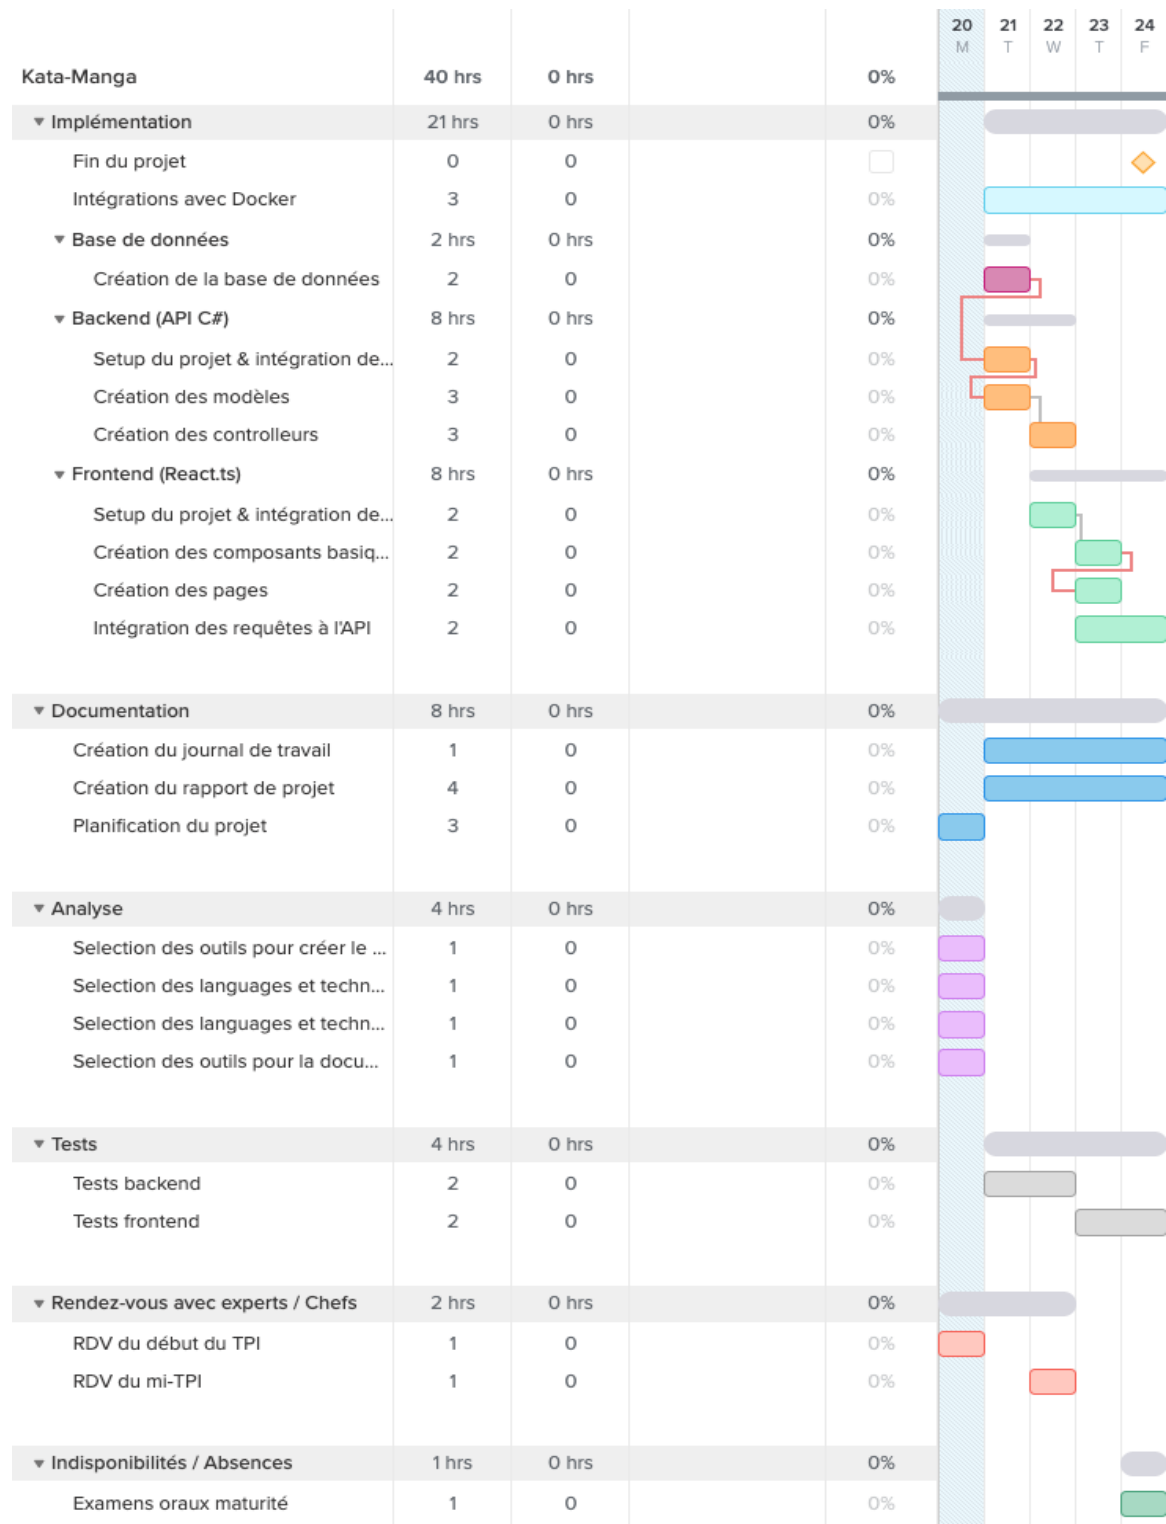 20 21 22 23 24
M T W T F
Kata-Manga 40 hrs 0 hrs 0%
Implémentation 21 hrs 0 hrs 0%
Fin du projet 0 0
Intégrations avec Docker 3 0 0%
Base de données 2 hrs 0 hrs 0%
Création de la base de données 2 0 0%
Backend (API C#) 8 hrs 0 hrs 0%
Setup du projet & intégration de... 2 0 0%
Création des modèles 3 0 0%
Création des controlleurs 3 0 0%
Frontend (React.ts) 8 hrs 0 hrs 0%
Setup du projet & intégration de... 2 0 0%
Création des composants basiq... 2 0 0%
Création des pages 2 0 0%
Intégration des requêtes à l'API 2 0 0%
Documentation 8 hrs 0 hrs 0%
Création du journal de travail 1 0 0%
Création du rapport de projet 4 0 0%
Planification du projet 3 0 0%
Analyse 4 hrs 0 hrs 0%
Selection des outils pour créer le ... 1 0 0%
Selection des languages et techn... 1 0 0%
Selection des languages et techn... 1 0 0%
Selection des outils pour la docu... 1 0 0%
Tests 4 hrs 0 hrs 0%
Tests backend 2 0 0%
Tests frontend 2 0 0%
Rendez-vous avec experts / Chefs 2 hrs 0 hrs 0%
RDV du début du TPI 1 0 0%
RDV du mi-TPI 1 0 0%
Indisponibilités / Absences 1 hrs 0 hrs 0%
Examens oraux maturité 1 0 0%